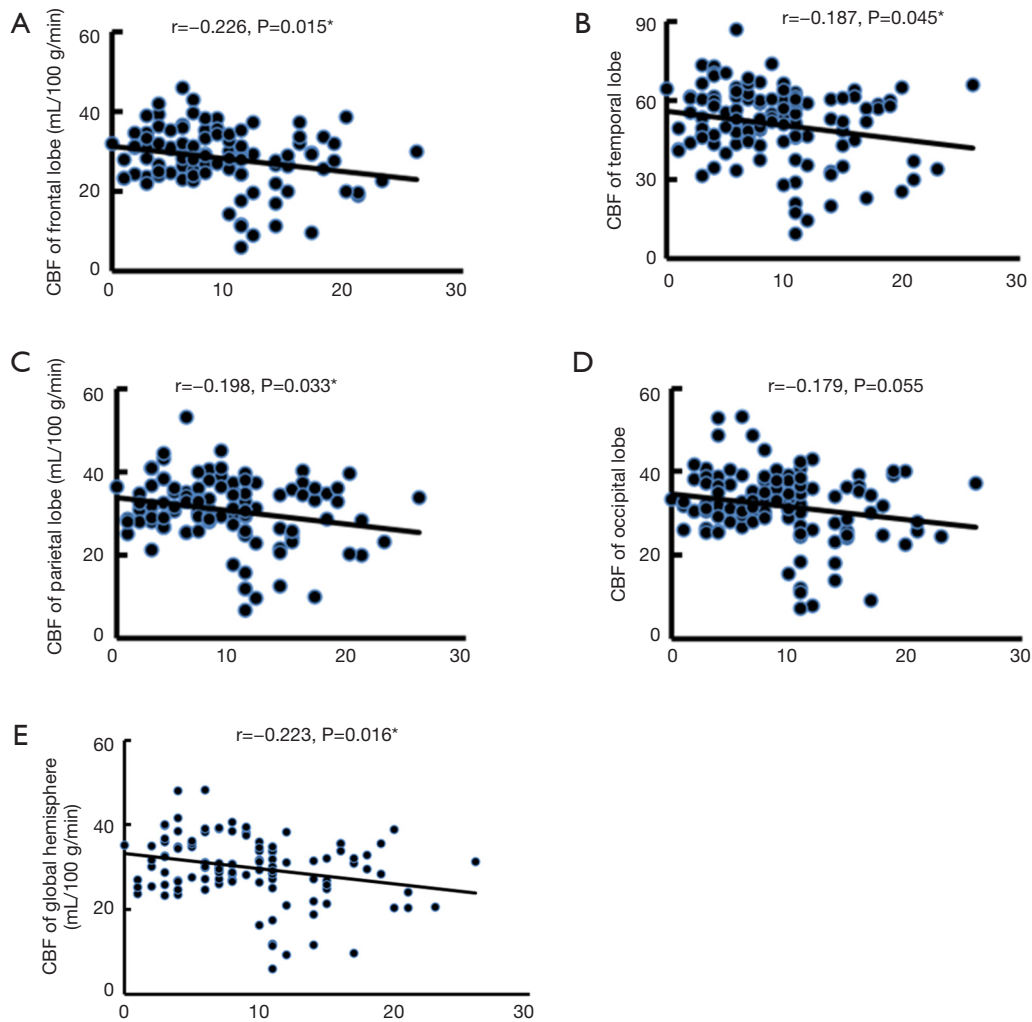 A
r=−0.226, P=0.015*
CBF of frontal lobe (mL/100 g/min)
60
40
20
0
0 10 20 30
B
r=−0.187, P=0.045*
CBF of temporal lobe
90
60
30
0
0 10 20 30
C
r=−0.198, P=0.033*
CBF of parietal lobe (mL/100 g/min)
60
40
20
0
0 10 20 30
D
r=−0.179, P=0.055
CBF of occipital lobe
60
40
20
0
0 10 20 30
E
r=−0.223, P=0.016*
CBF of global hemisphere
(mL/100 g/min)
60
40
20
0
0 10 20 30